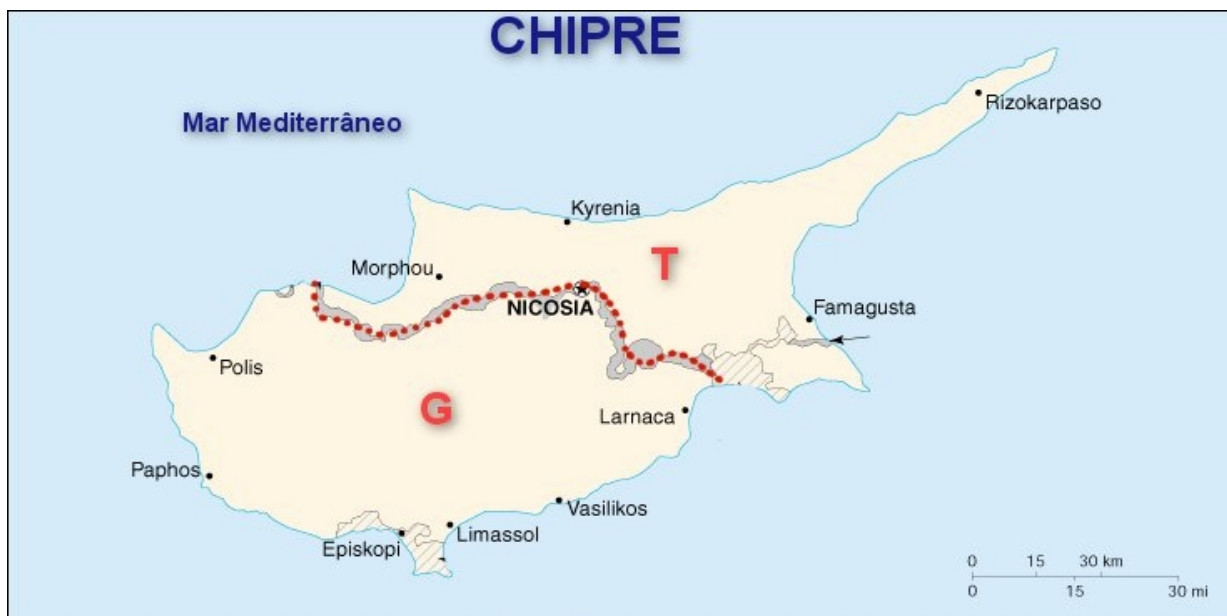 CHIPRE
Mar Mediterrâneo
Rizokarpaso
Kyrenia
T
Morphou
NICOSIA
Famagusta
Polis
G
Larnaca
Paphos
Vasilikos
Limassol
Episkopi
0 15 30 km
0 15 30 mi